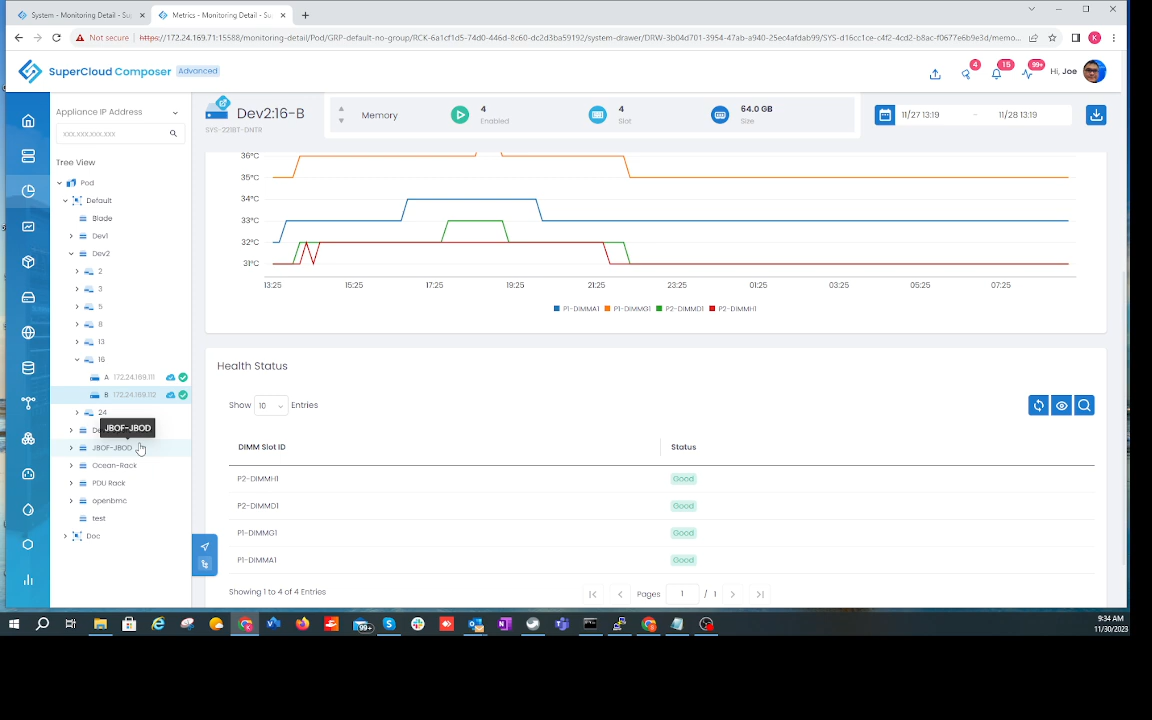 System - Monitoring Detail - Su
Metrics - Monitoring Detail - Su
Not secure https://172.24.169.71:15588/monitoring-detail/Pod/GRP-default-no-group/RCK-6a1cf1d5-74d0-446d-8c60-dc2d3ba59192/system-drawer/DRW-3b04d701-3954-47ab-a940-25ec4afdab99/SYS-d16cc1ce-c4f2-4cd2-b8ac-f0677e6b9e3d/memo...
SuperCloud Composer Advanced
4 15 99+
Hi, Joe
Appliance IP Address
xxx.xxx.xxx.xxx
Tree View
Pod
Default
Blade
Dev1
Dev2
2
3
5
8
13
16
A 172.24.169.111
B 172.24.169.112
24
De
JBOF-JBOD
JBOF-JBOD
Ocean-Rack
PDU Rack
openbmc
test
Doc
Dev2:16-B
SYS-221BT-DNTR
Memory
4
Enabled
4
Slot
64.0 GB
Size
11/27 13:19 - 11/28 13:19
36°C
35°C
34°C
33°C
32°C
31°C
13:25 15:25 17:25 19:25 21:25 23:25 01:25 03:25 05:25 07:25
P1-DIMMA1 P1-DIMMG1 P2-DIMMD1 P2-DIMMH1
Health Status
Show 10 Entries
DIMM Slot ID Status
P2-DIMMH1 Good
P2-DIMMD1 Good
P1-DIMMG1 Good
P1-DIMMA1 Good
Showing 1 to 4 of 4 Entries
Pages 1 / 1
99+
9:34 AM
11/30/2023